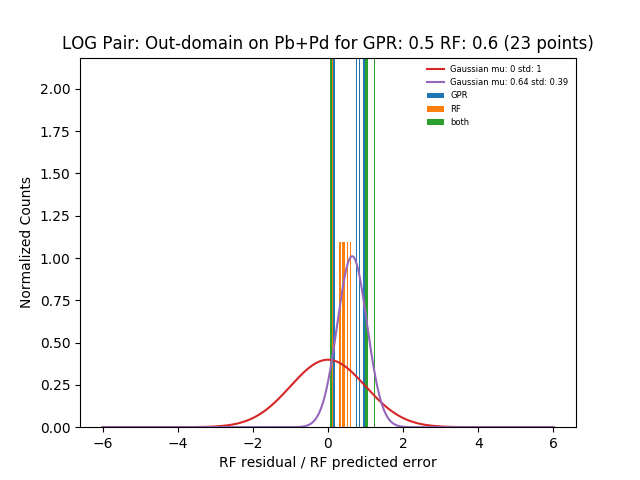 LOG Pair: Out-domain on Pb+Pd for GPR: 0.5 RF: 0.6 (23 points)
Gaussian mu: 0 std: 1
Gaussian mu: 0.64 std: 0.39
GPR
RF
both
Normalized Counts
2.00
1.75
1.50
1.25
1.00
0.75
0.50
0.25
0.00
−6
−4
−2
0
2
4
6
RF residual / RF predicted error